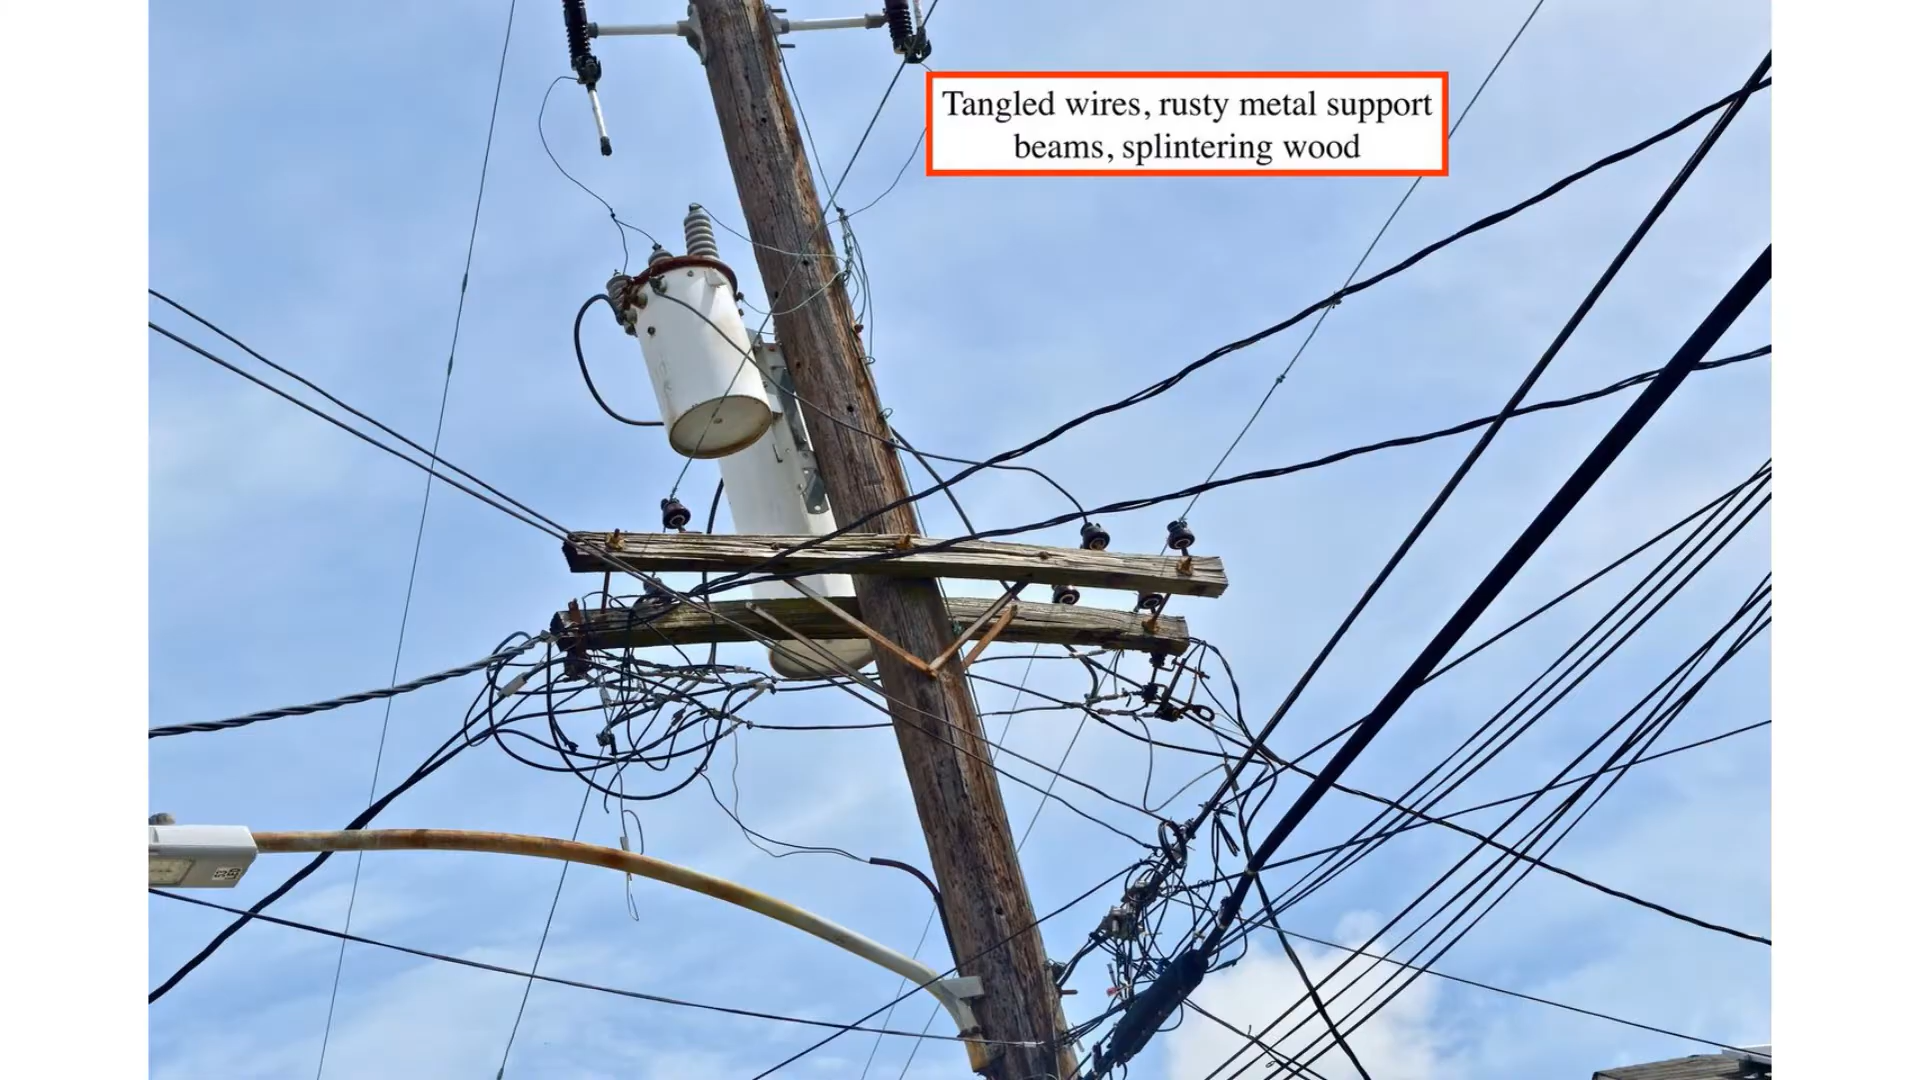 Tangled wires, rusty metal support
beams, splintering wood